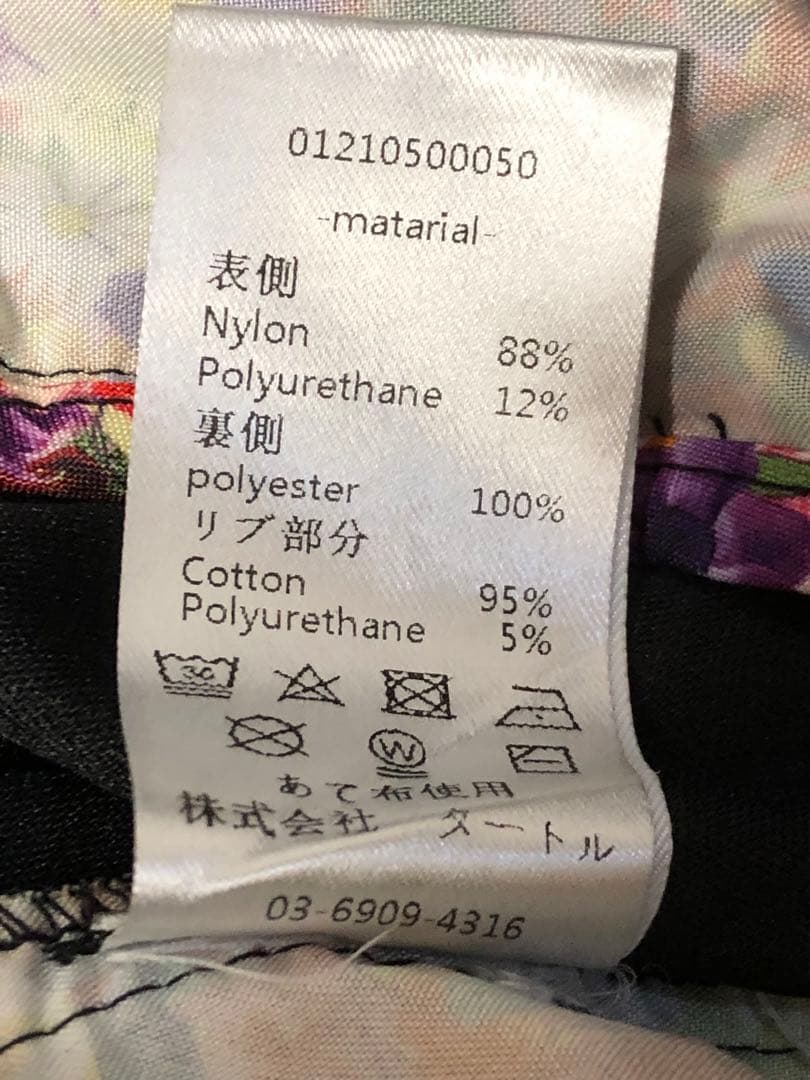 01210500050
-matarial-
表側
Nylon 88%
Polyurethane 12%
裏側
polyester 100%
リブ部分
Cotton 95%
Polyurethane 5%
30
W
あて布使用
株式会社 タートル
03-6909-4316